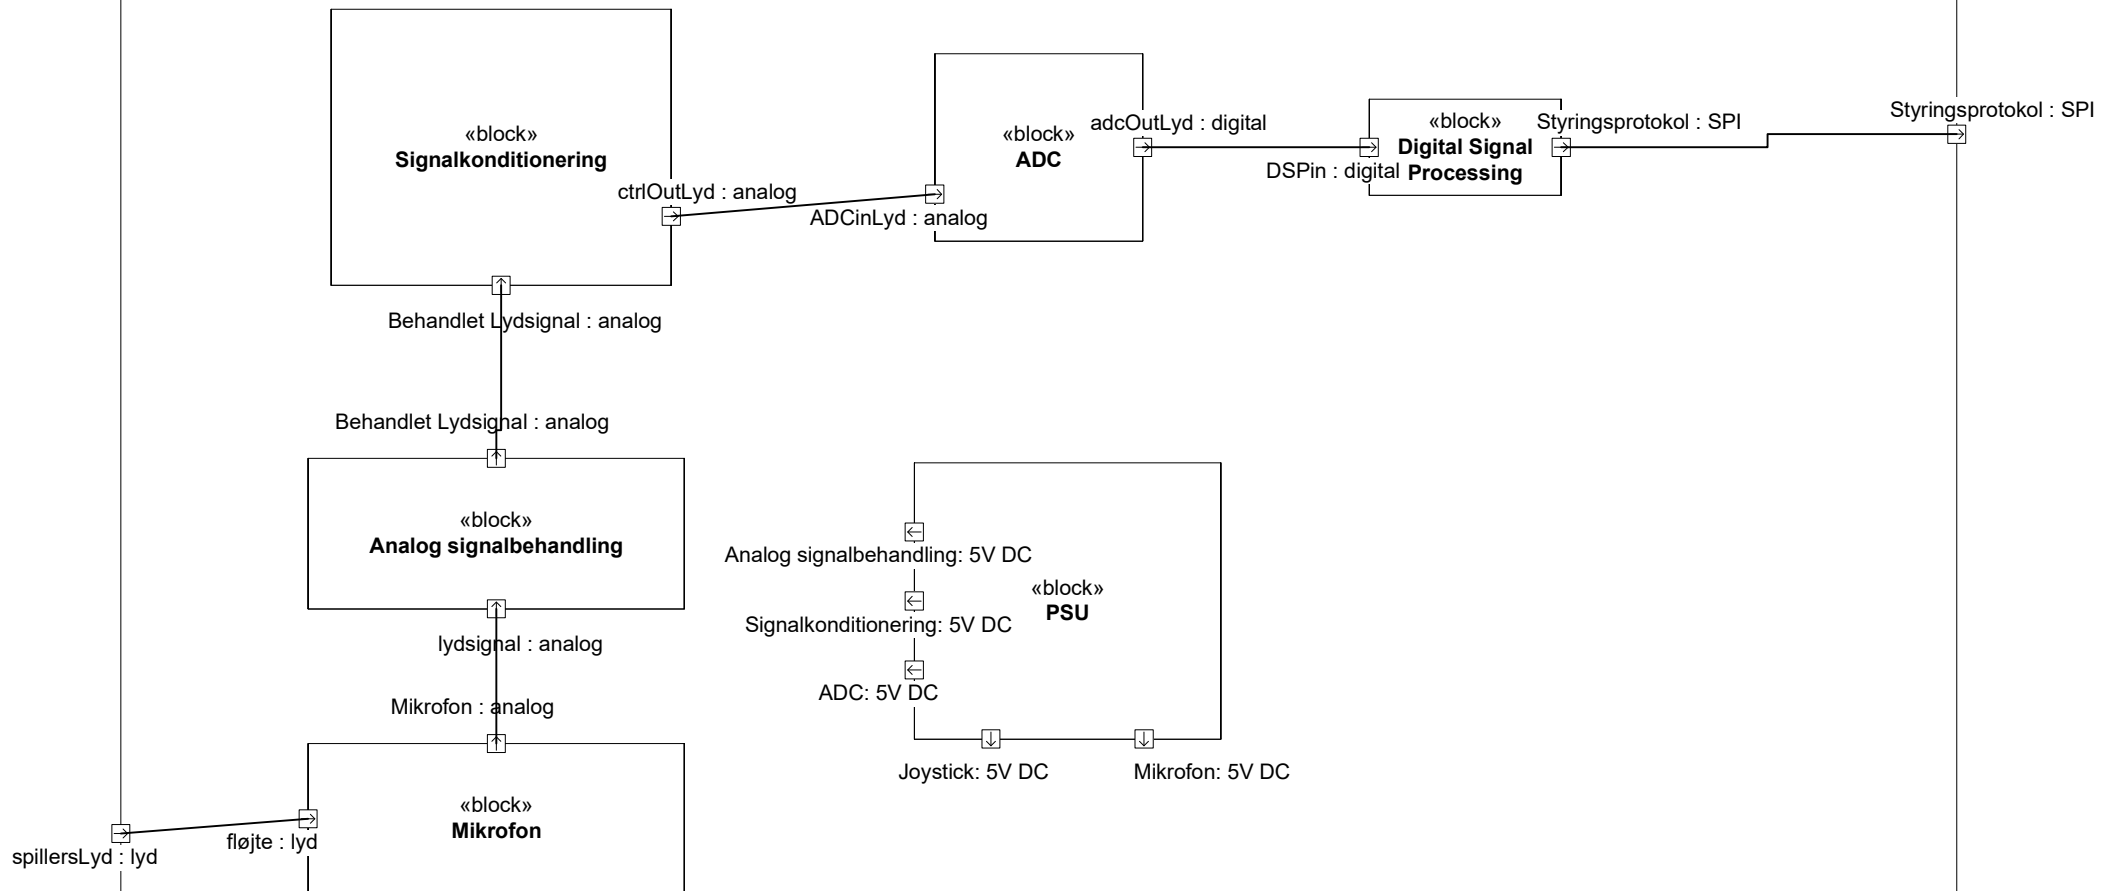 «block»
Signalkonditionering
ctrlOutLyd : analog
«block»
ADC
ADCinLyd : analog
adcOutLyd : digital
DSPin : digital
«block»
Digital Signal
Processing
Styringsprotokol : SPI
Styringsprotokol : SPI
Behandlet Lydsignal : analog
Behandlet Lydsignal : analog
«block»
Analog signalbehandling
lydsignal : analog
Mikrofon : analog
«block»
Mikrofon
fløjte : lyd
spillersLyd : lyd
Analog signalbehandling: 5V DC
«block»
PSU
Signalkonditionering: 5V DC
ADC: 5V DC
Joystick: 5V DC
Mikrofon: 5V DC